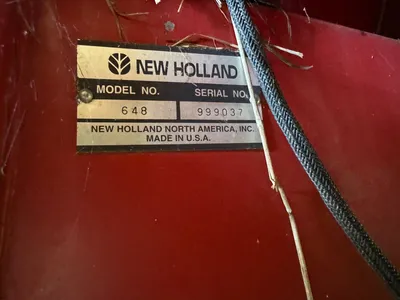 NEW HOLLAND
MODEL NO. SERIAL NO.
648 999037
NEW HOLLAND NORTH AMERICA, INC.
MADE IN U.S.A.